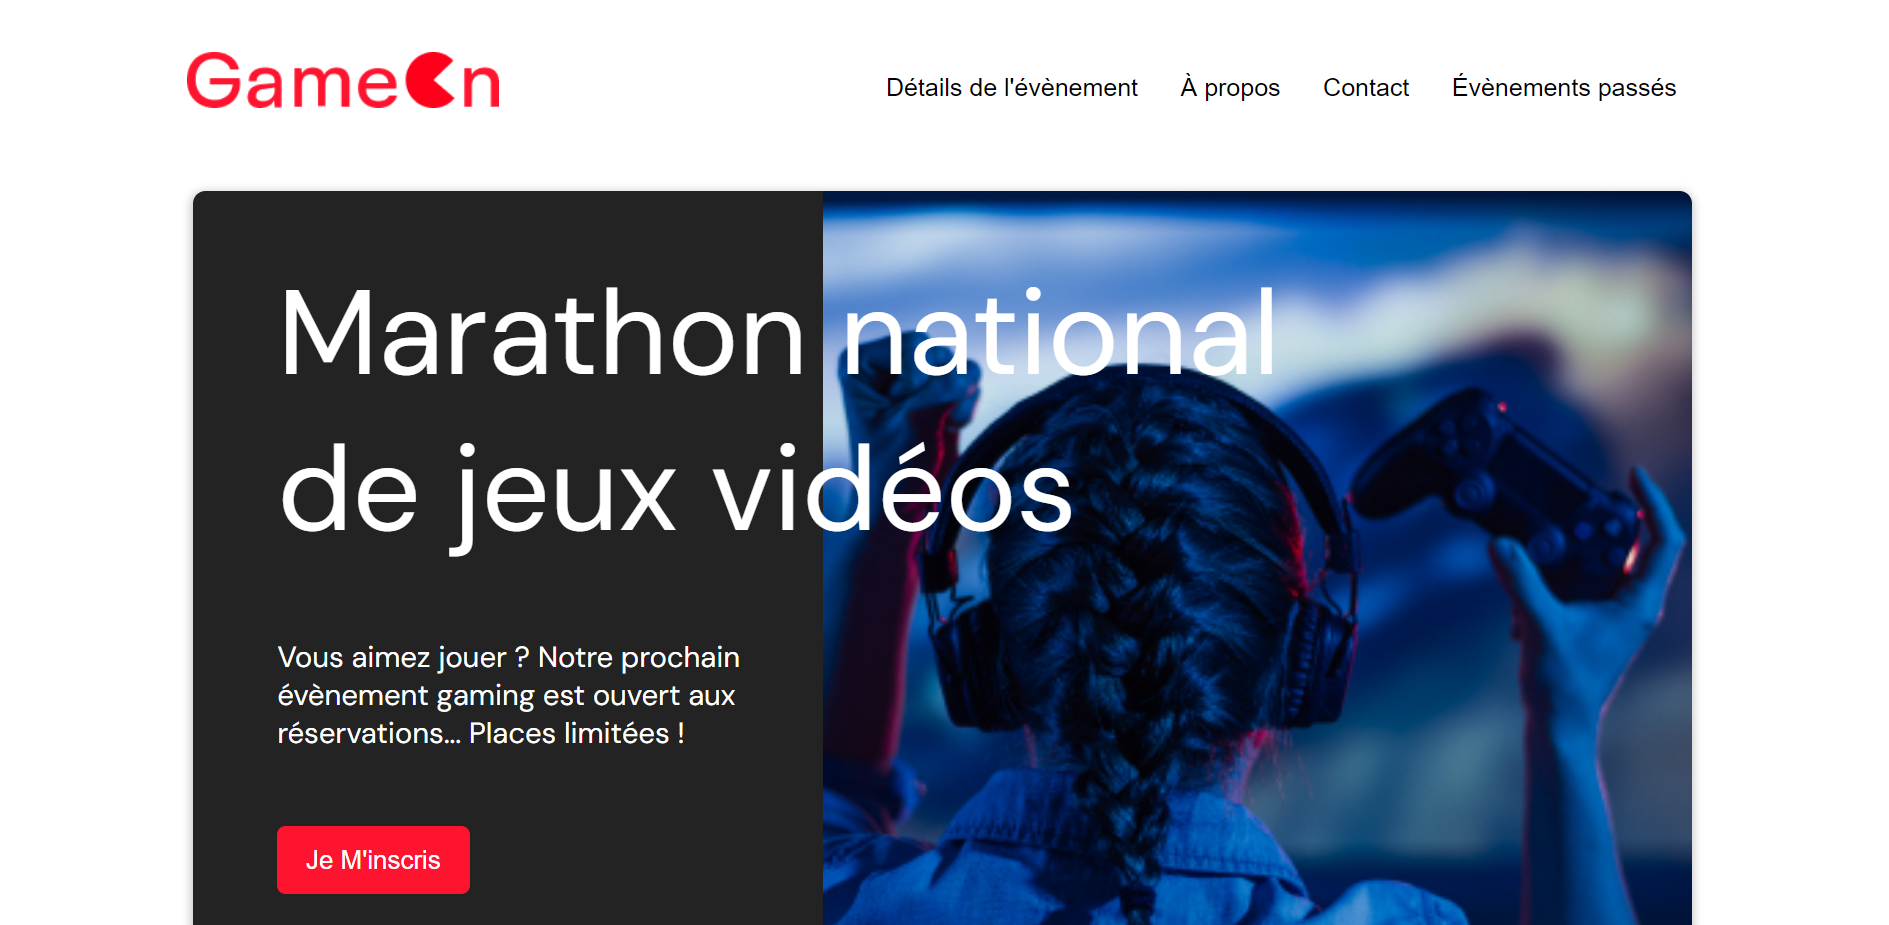 GameOn
Détails de l'évènement À propos Contact Évènements passés
Marathon national
de jeux vidéos
Vous aimez jouer ? Notre prochain
évènement gaming est ouvert aux
réservations... Places limitées !
Je M'inscris